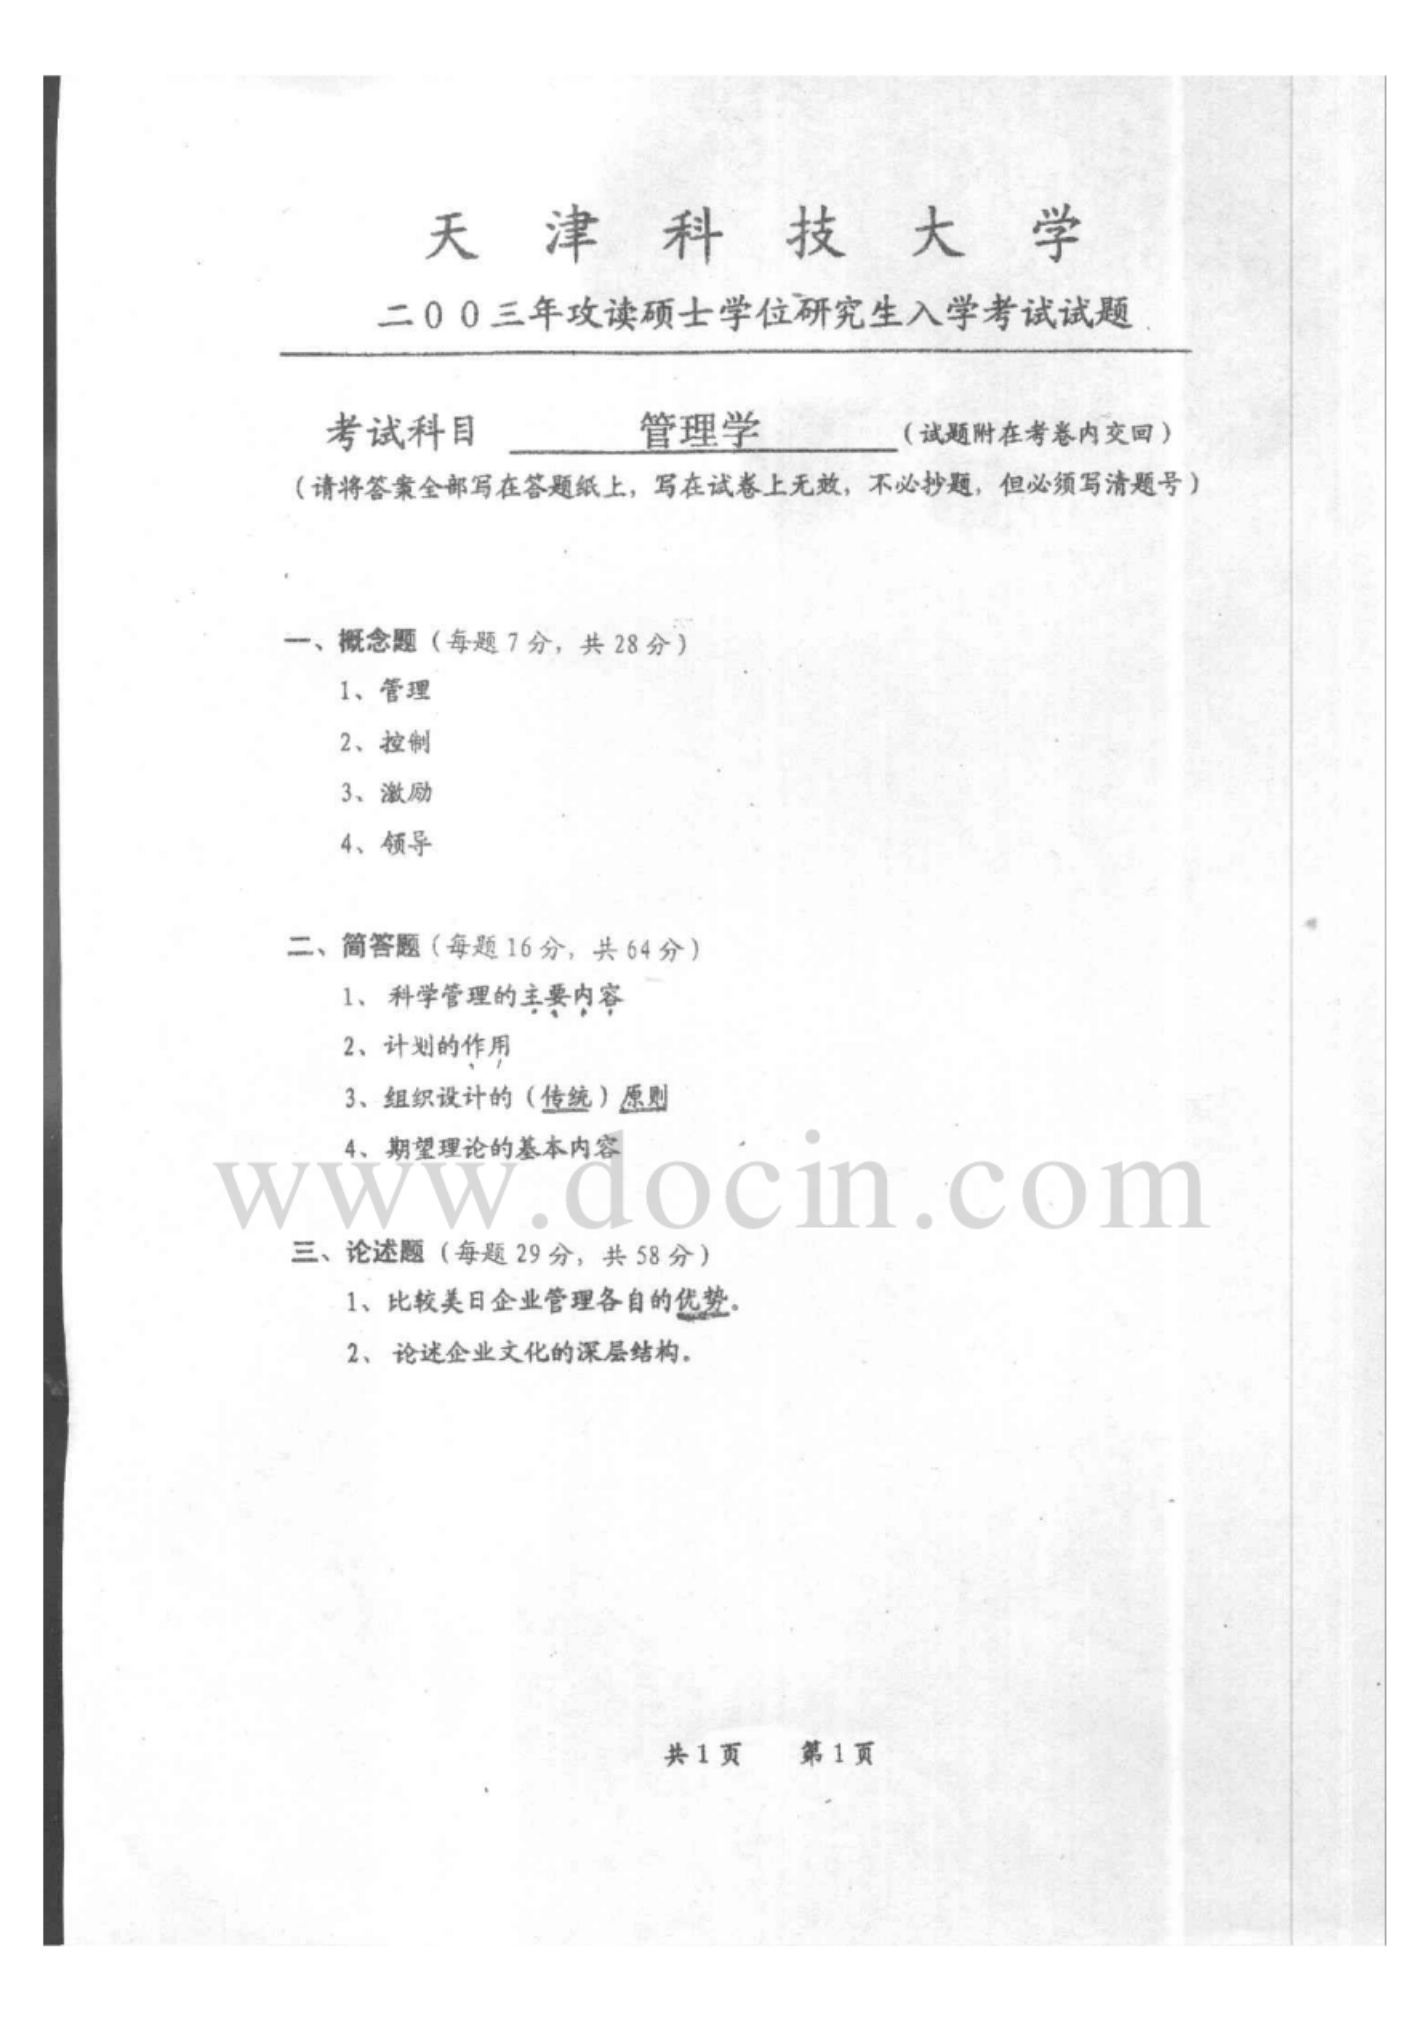 天津科技大学
二00三年攻读硕士学位研究生入学考试试题
考试科目 管理学 (试题附在考卷内交回)
(请将答案全部写在答题纸上，写在试卷上无效，不必抄题，但必须写清题号)
一、概念题(每题7分，共28分)
1、管理
2、控制
3、激励
4、领导
二、简答题(每题16分，共64分)
1、科学管理的主要内容
2、计划的作用
3、组织设计的(传统)原则
4、期望理论的基本内容
www.docin.com
三、论述题(每题29分，共58分)
1、比较美日企业管理各自的优势。
2、论述企业文化的深层结构。
共1页 第1页